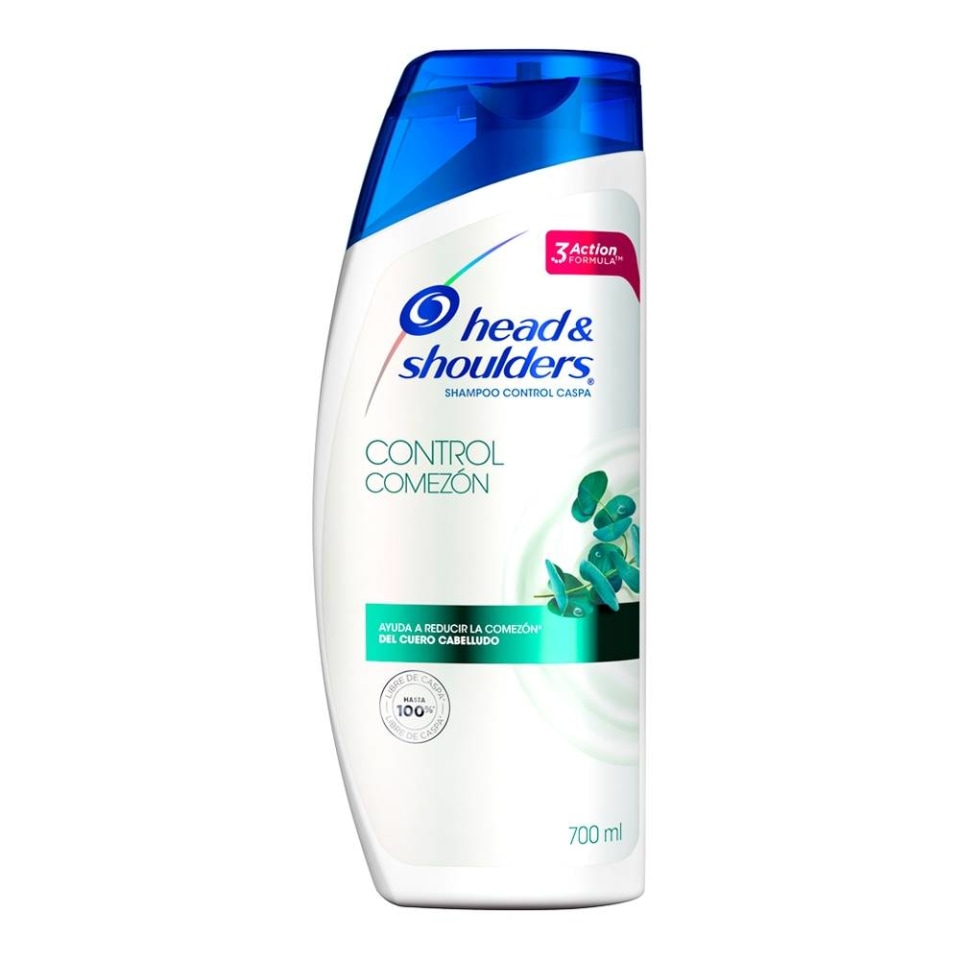 3 Action
FORMULA™
head &
shoulders®
SHAMPOO CONTROL CASPA
CONTROL
COMEZÓN
AYUDA A REDUCIR LA COMEZÓN*
DEL CUERO CABELLUDO
LIBRE DE CASPA*
HASTA
100%*
LIBRE DE CASPA*
700 ml